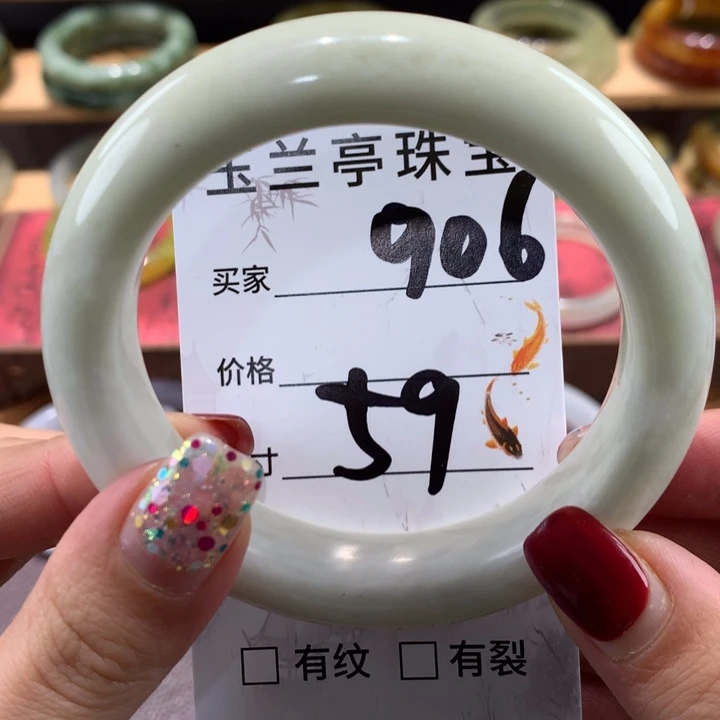 玉兰亭珠宝
买家 906
价格
寸 59
□ 有纹 □ 有裂